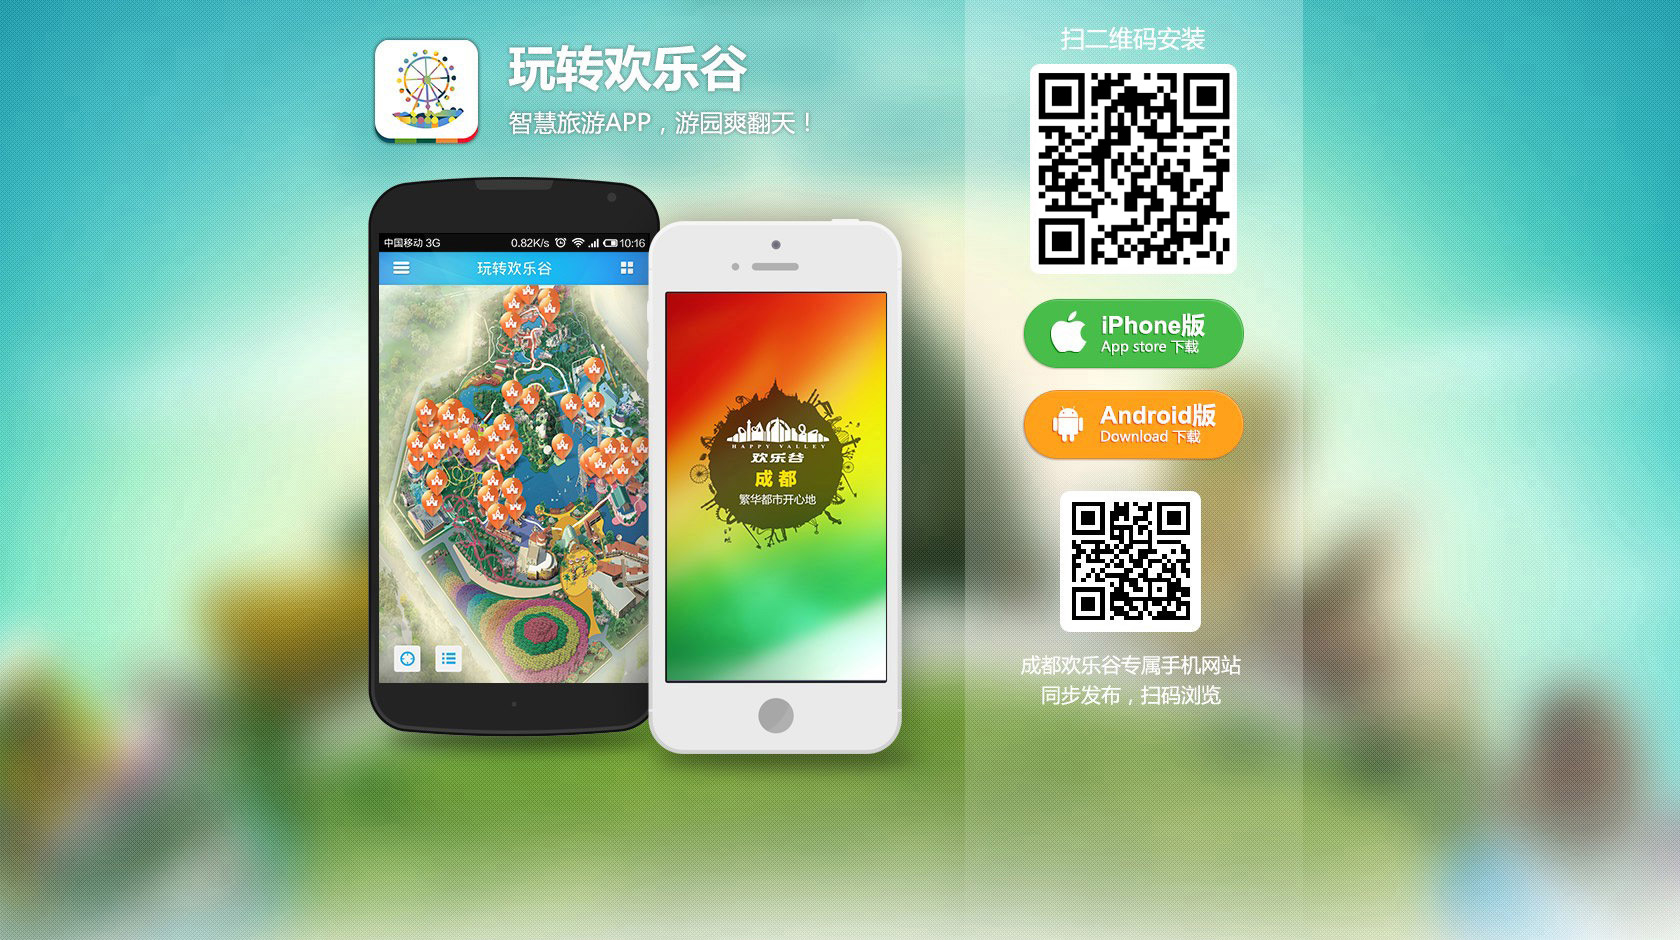 玩转欢乐谷
智慧旅游APP，游园爽翻天！
中国移动 3G 0.82K/s 10:16
玩转欢乐谷
HAPPY VALLEY
欢乐谷
成都
繁华都市开心地
扫二维码安装
iPhone版
App store 下载
Android版
Download 下载
成都欢乐谷专属手机网站
同步发布，扫码浏览